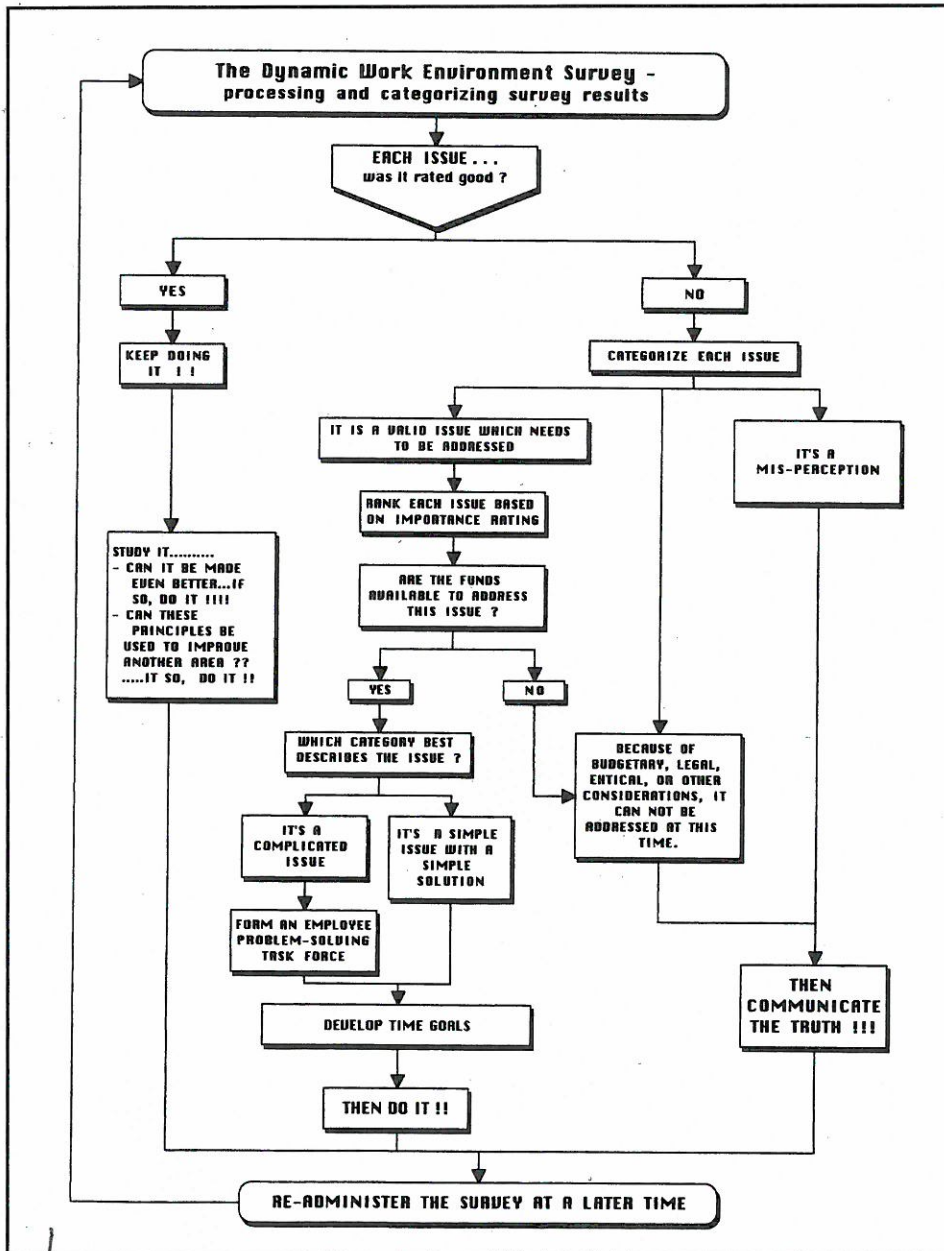 The Dynamic Work Environment Survey -
processing and categorizing survey results
EACH ISSUE...
was it rated good ?
YES
NO
KEEP DOING
IT ! !
CATEGORIZE EACH ISSUE
IT IS A VALID ISSUE WHICH NEEDS
TO BE ADDRESSED
IT'S A
MIS-PERCEPTION
RANK EACH ISSUE BASED
ON IMPORTANCE RATING
STUDY IT..........
- CAN IT BE MADE
EVEN BETTER...IF
SO, DO IT !!!!
- CAN THESE
PRINCIPLES BE
USED TO IMPROVE
ANOTHER AREA ??
.....IT SO, DO IT !!
ARE THE FUNDS
AVAILABLE TO ADDRESS
THIS ISSUE ?
YES
NO
WHICH CATEGORY BEST
DESCRIBES THE ISSUE ?
BECAUSE OF
BUDGETARY, LEGAL,
ENTICAL, OR OTHER
CONSIDERATIONS, IT
CAN NOT BE
ADDRESSED AT THIS
TIME.
IT'S A
COMPLICATED
ISSUE
IT'S A SIMPLE
ISSUE WITH A
SIMPLE
SOLUTION
FORM AN EMPLOYEE
PROBLEM-SOLVING
TASK FORCE
THEN
COMMUNICATE
THE TRUTH !!!
DEVELOP TIME GOALS
THEN DO IT !!
RE-ADMINISTER THE SURVEY AT A LATER TIME